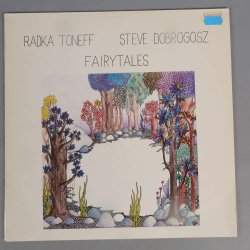 RADKA TONEFF STEVE DOBROGOSZ
FAIRYTALES